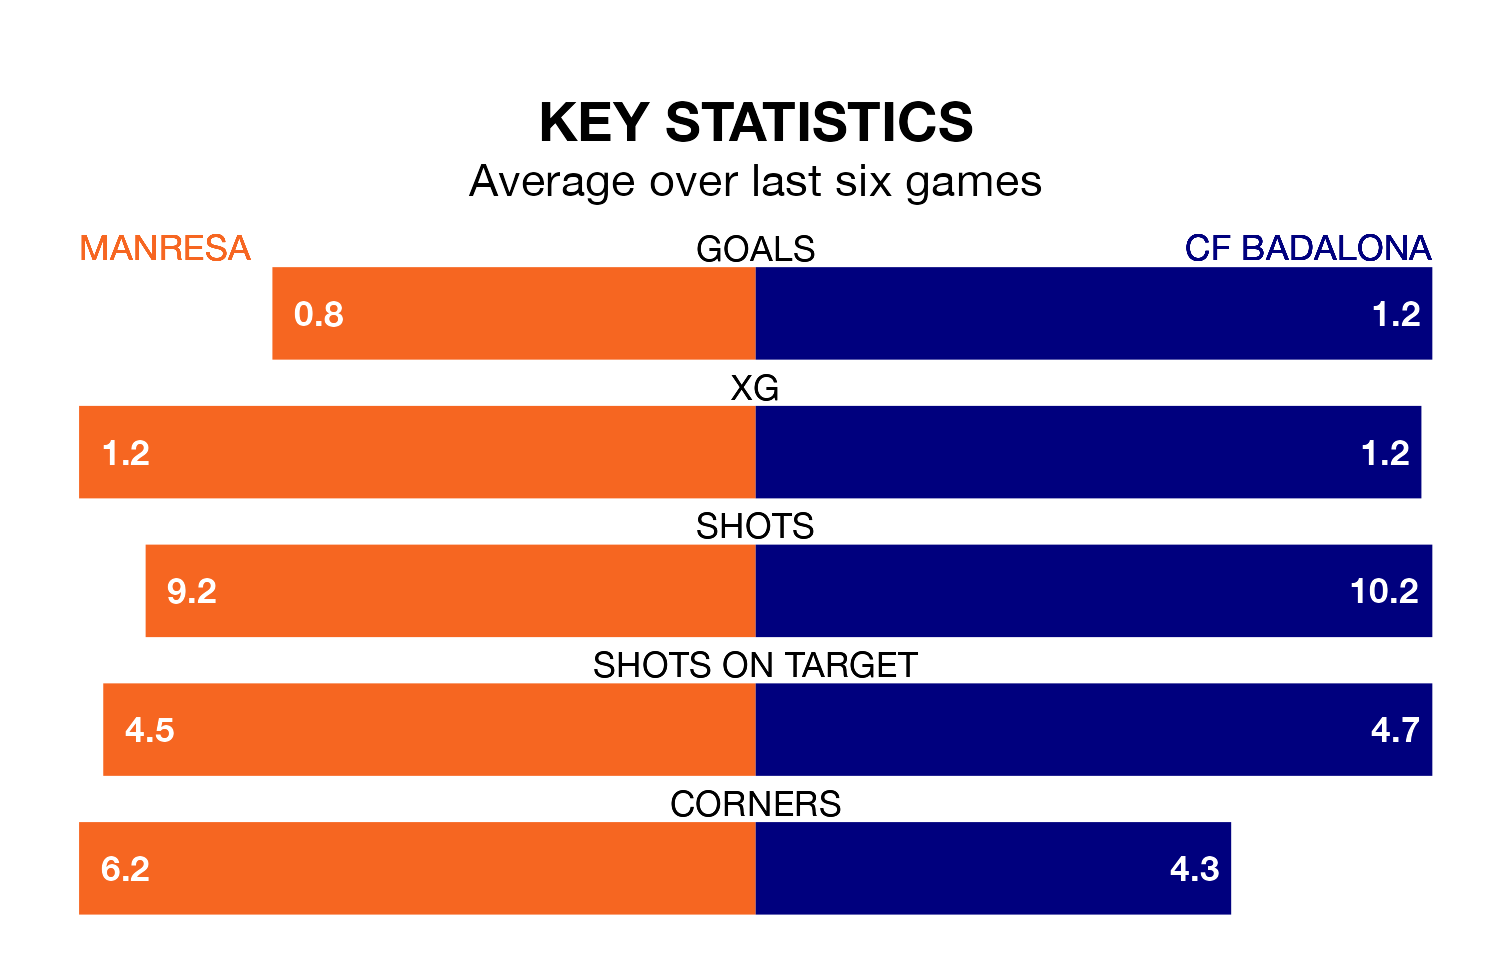 KEY STATISTICS
Average over last six games
MANRESA GOALS CF BADALONA
0.8 1.2
XG
1.2 1.2
SHOTS
9.2 10.2
SHOTS ON TARGET
4.5 4.7
CORNERS
6.2 4.3